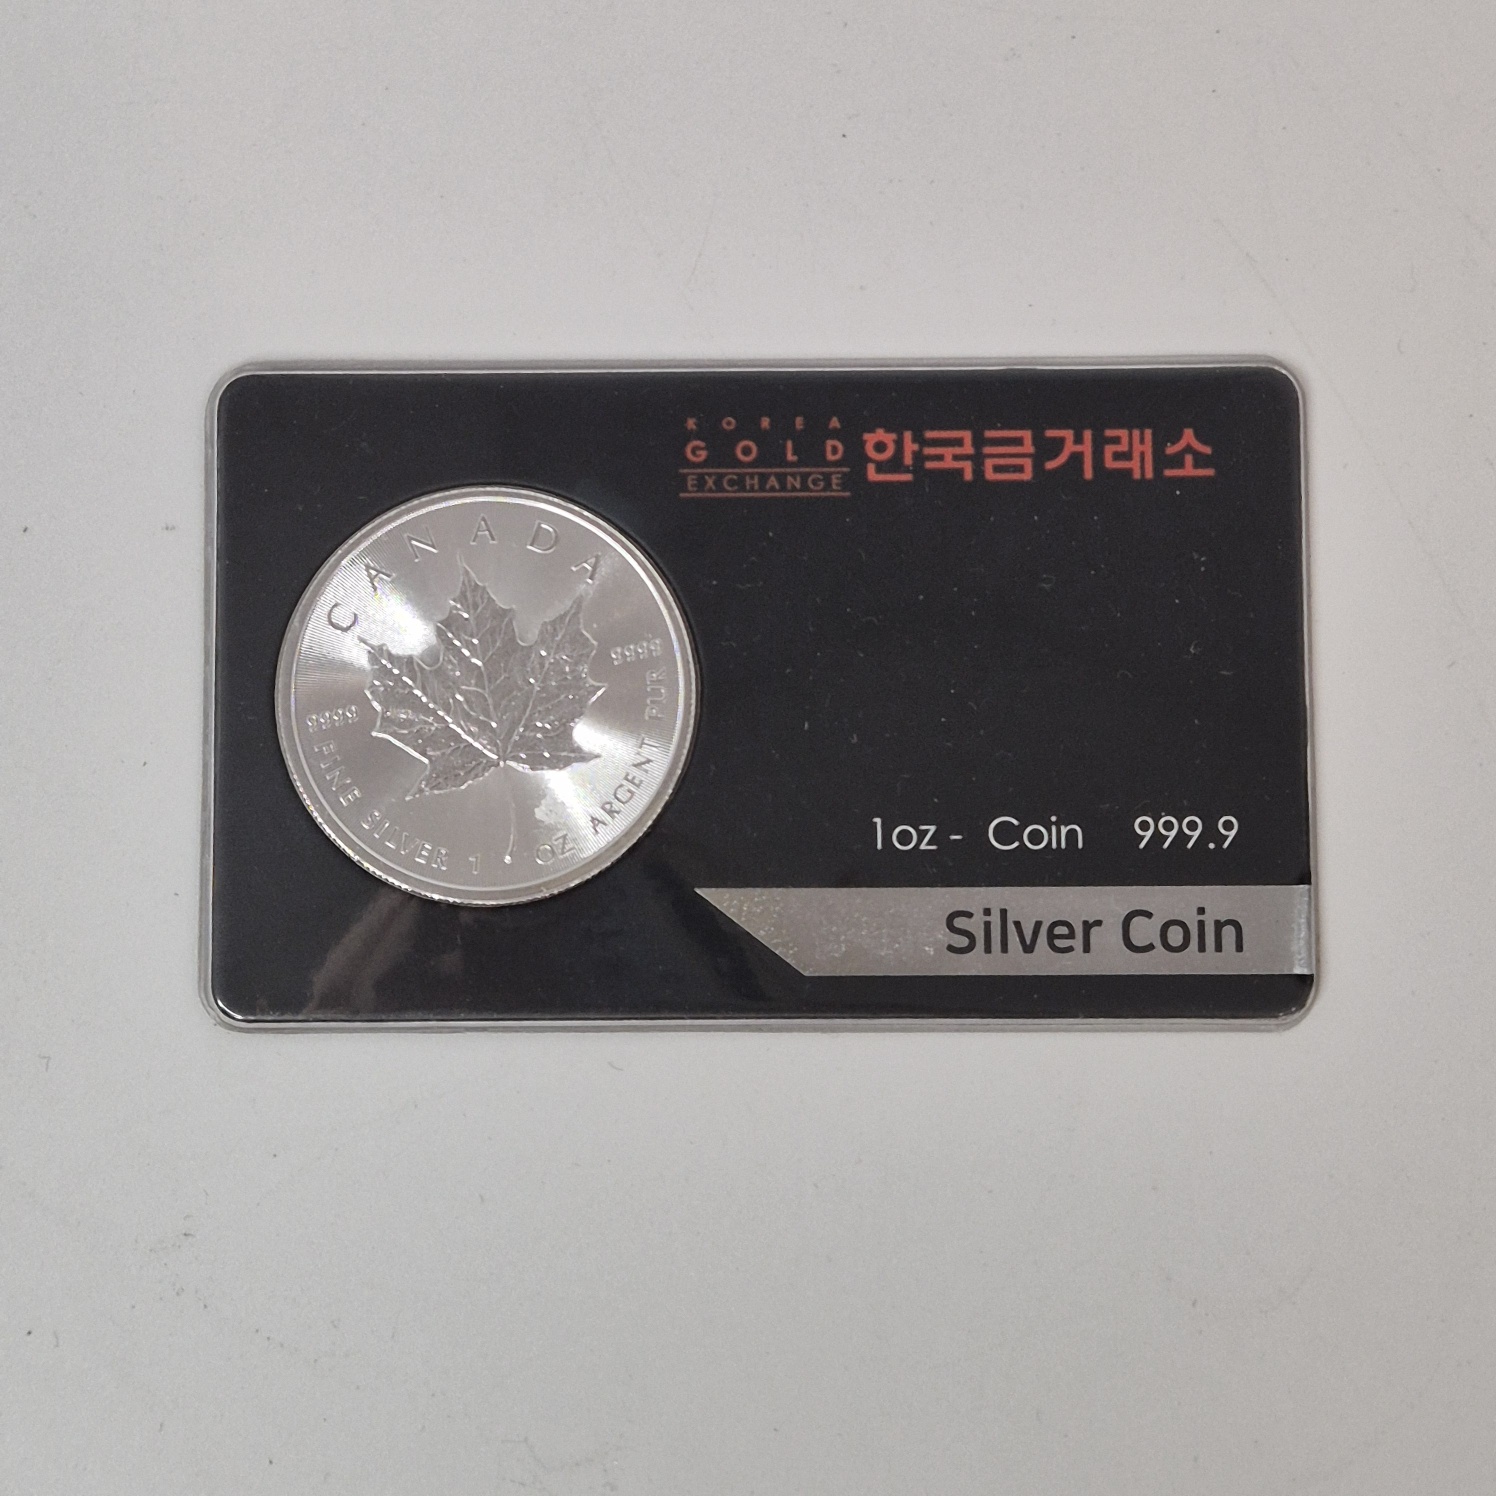 KOREA
GOLD
EXCHANGE
한국금거래소
CANADA
9999
9999
FINE SILVER 1 OZ ARGENT PUR
1oz - Coin 999.9
Silver Coin